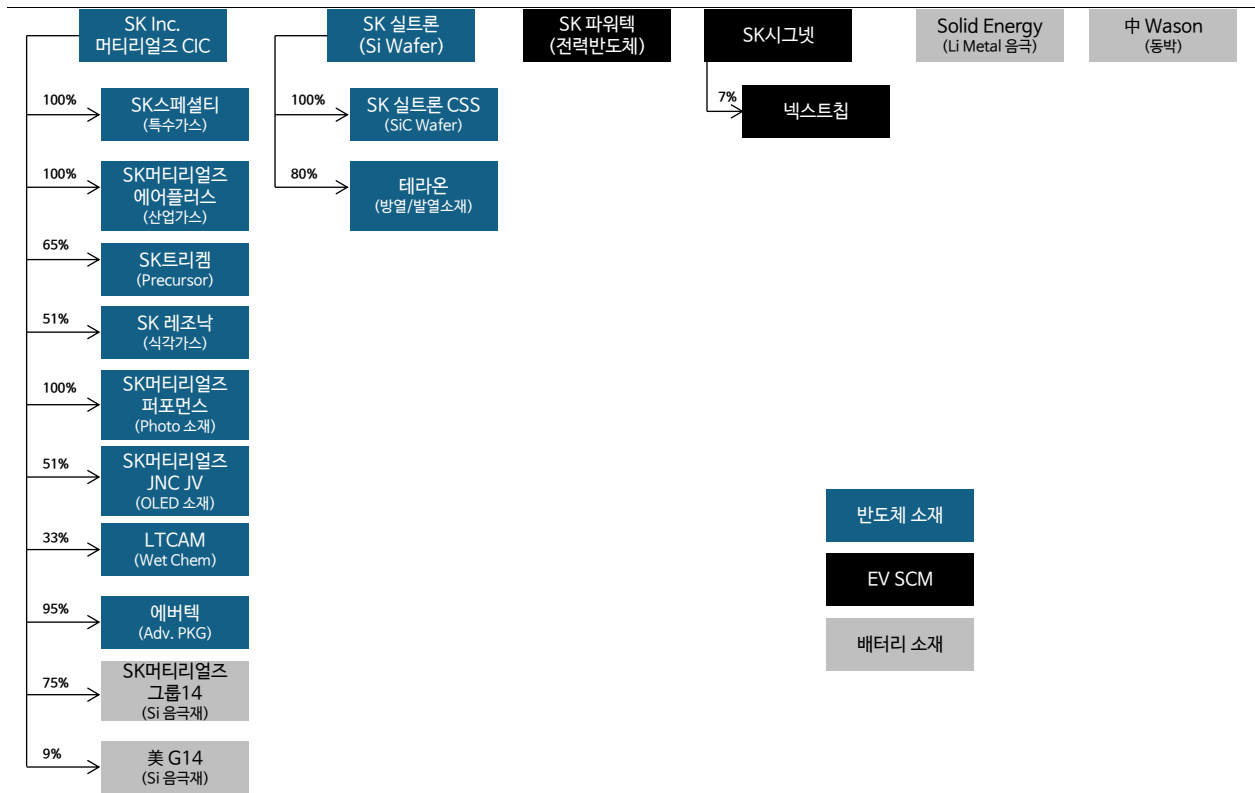 SK Inc.
머티리얼즈 CIC
SK 실트론
(Si Wafer)
SK 파워텍
(전력반도체)
SK시그넷
Solid Energy
(Li Metal 음극)
中 Wason
(동박)
100%
SK스페셜티
(특수가스)
100%
SK 실트론 CSS
(SiC Wafer)
7%
넥스트칩
100%
SK머티리얼즈
에어플러스
(산업가스)
80%
테라온
(방열/발열소재)
65%
SK트리켐
(Precursor)
51%
SK 레조낙
(식각가스)
100%
SK머티리얼즈
퍼포먼스
(Photo 소재)
51%
SK머티리얼즈
JNC JV
(OLED 소재)
33%
LTCAM
(Wet Chem)
95%
에버텍
(Adv. PKG)
75%
SK머티리얼즈
그룹14
(Si 음극재)
9%
美 G14
(Si 음극재)
반도체 소재
EV SCM
배터리 소재